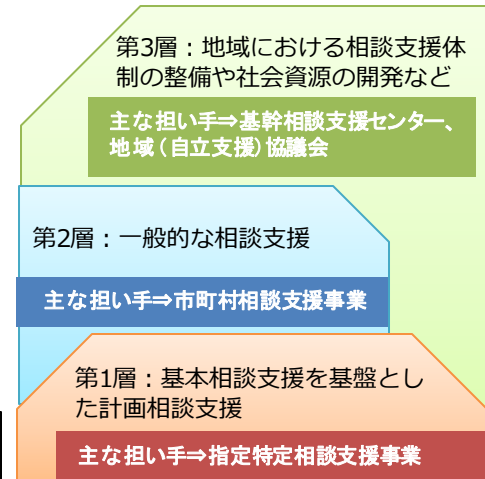 第3層：地域における相談支援体
制の整備や社会資源の開発など
主な担い手⇒基幹相談支援センター、
地域（自立支援）協議会
第2層：一般的な相談支援
主な担い手⇒市町村相談支援事業
第1層：基本相談支援を基盤とし
た計画相談支援
主な担い手⇒指定特定相談支援事業